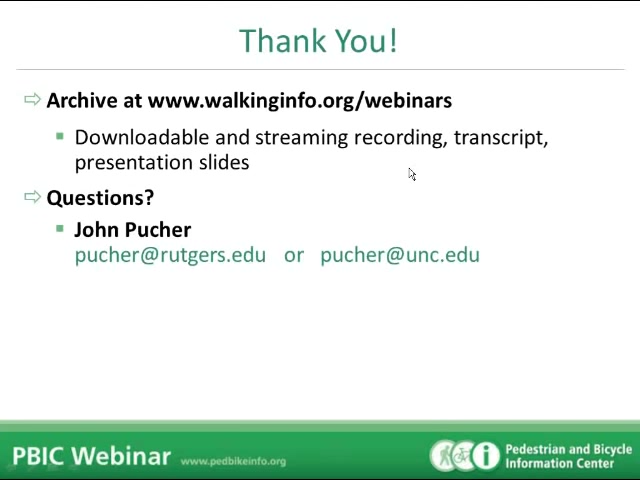 Thank You!
Archive at www.walkinginfo.org/webinars
Downloadable and streaming recording, transcript,
presentation slides
Questions?
John Pucher
pucher@rutgers.edu or pucher@unc.edu
PBIC Webinar www.pedbikeinfo.org
i
Pedestrian and Bicycle
Information Center